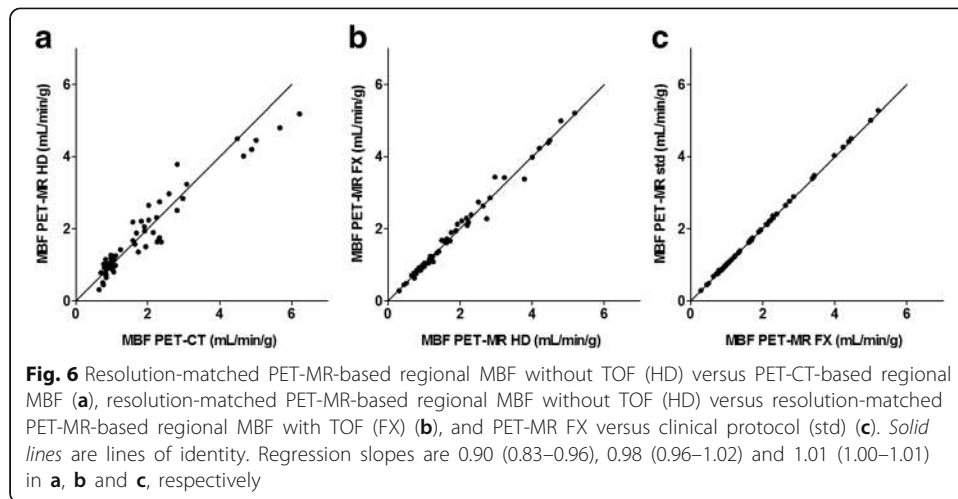 a
b
c
MBF PET-MR HD (mL/min/g)
6
4
2
0
0 2 4 6
MBF PET-CT (mL/min/g)
MBF PET-MR FX (mL/min/g)
6
4
2
0
0 2 4 6
MBF PET-MR HD (mL/min/g)
MBF PET-MR std (mL/min/g)
6
4
2
0
0 2 4 6
MBF PET-MR FX (mL/min/g)
Fig. 6 Resolution-matched PET-MR-based regional MBF without TOF (HD) versus PET-CT-based regional
MBF (a), resolution-matched PET-MR-based regional MBF without TOF (HD) versus resolution-matched
PET-MR-based regional MBF with TOF (FX) (b), and PET-MR FX versus clinical protocol (std) (c). Solid
lines are lines of identity. Regression slopes are 0.90 (0.83–0.96), 0.98 (0.96–1.02) and 1.01 (1.00–1.01)
in a, b and c, respectively